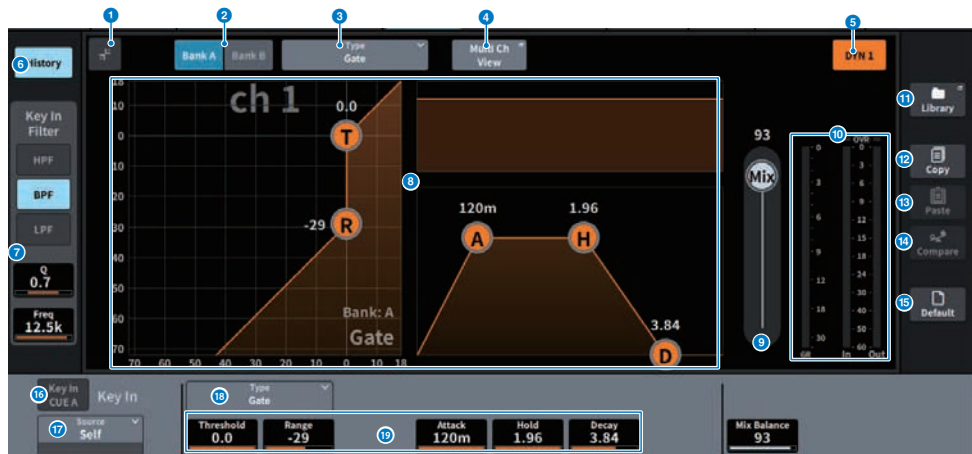 1
2
3
4
5
6
History
Bank A
Bank B
Type
Gate
Multi Ch
View
DYN 1
Key In
Filter
HPF
BPF
LPF
7
Q
0.7
Freq
12.5k
18
10
0
10
20
30
40
50
60
70
ch 1
0.0
T
-29
R
Bank: A
Gate
70
60
50
40
30
20
10
0
10
18
8
120m
A
1.96
H
3.84
D
93
Mix
9
10
OVR
0
3
6
9
12
18
30
GR
0
3
6
9
12
15
18
30
40
50
60
In
Out
11
Library
12
Copy
13
Paste
14
Compare
15
Default
16
Key In
CUE A
Key In
17
Source
Self
Type
Gate
18
Threshold
0.0
Range
-29
19
Attack
120m
Hold
1.96
Decay
3.84
Mix Balance
93